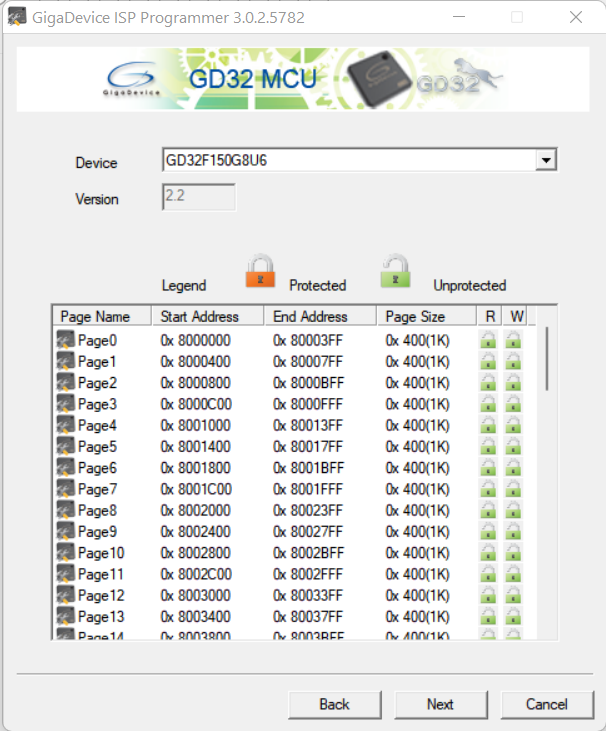 GigaDevice ISP Programmer 3.0.2.5782
GigaDevice GD32 MCU GD32
Device GD32F150G8U6
Version 2.2
Legend Protected Unprotected
Page Name Start Address End Address Page Size R W
Page0 0x 8000000 0x 80003FF 0x 400(1K)
Page1 0x 8000400 0x 80007FF 0x 400(1K)
Page2 0x 8000800 0x 8000BFF 0x 400(1K)
Page3 0x 8000C00 0x 8000FFF 0x 400(1K)
Page4 0x 8001000 0x 80013FF 0x 400(1K)
Page5 0x 8001400 0x 80017FF 0x 400(1K)
Page6 0x 8001800 0x 8001BFF 0x 400(1K)
Page7 0x 8001C00 0x 8001FFF 0x 400(1K)
Page8 0x 8002000 0x 80023FF 0x 400(1K)
Page9 0x 8002400 0x 80027FF 0x 400(1K)
Page10 0x 8002800 0x 8002BFF 0x 400(1K)
Page11 0x 8002C00 0x 8002FFF 0x 400(1K)
Page12 0x 8003000 0x 80033FF 0x 400(1K)
Page13 0x 8003400 0x 80037FF 0x 400(1K)
Page14 0x 8003800 0x 8003BFF 0x 400(1K)
Back Next Cancel